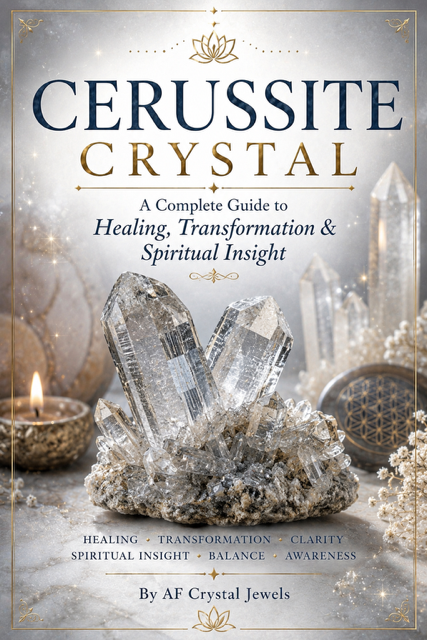 CERUSSITE
CRYSTAL
A Complete Guide to
Healing, Transformation &
Spiritual Insight
HEALING • TRANSFORMATION • CLARITY
SPIRITUAL INSIGHT • BALANCE • AWARENESS
By AF Crystal Jewels